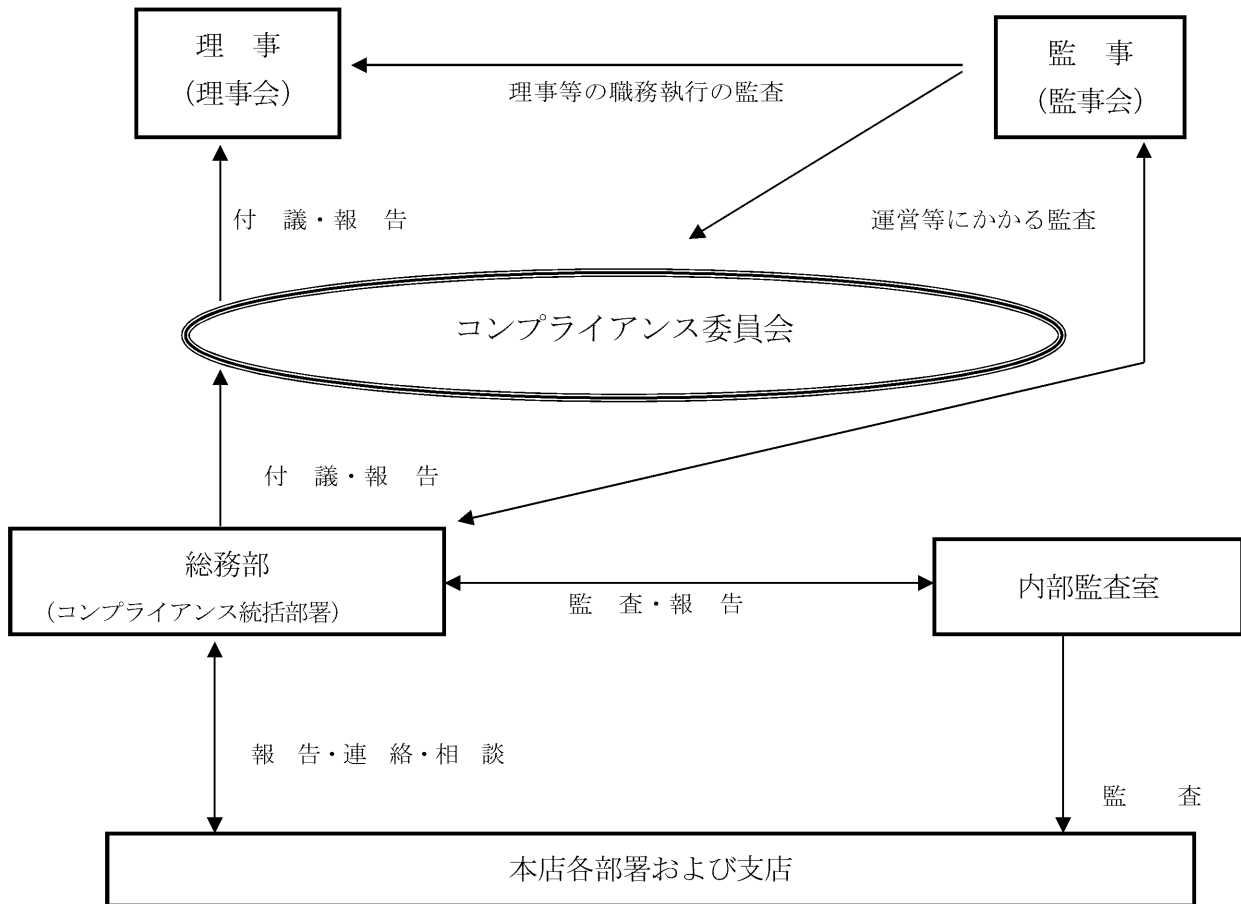 理　事
（理事会）
監　事
（監事会）
理事等の職務執行の監査
付　議・報　告
運営等にかかる監査
コンプライアンス委員会
付　議・報　告
総務部
（コンプライアンス統括部署）
監　査・報　告
内部監査室
報　告・連　絡・相　談
監　　査
本店各部署および支店